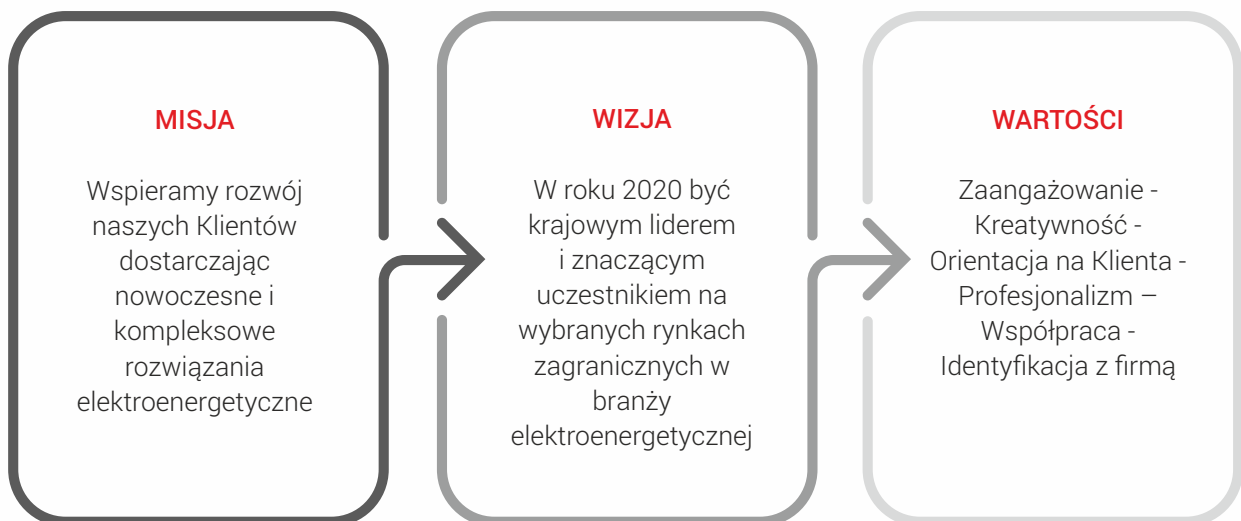 MISJA
Wspieramy rozwój
naszych Klientów
dostarczając
nowoczesne i
kompleksowe
rozwiązania
elektroenergetyczne
WIZJA
W roku 2020 być
krajowym liderem
i znaczącym
uczestnikiem na
wybranych rynkach
zagranicznych w
branży
elektroenergetycznej
WARTOŚCI
Zaangażowanie -
Kreatywność -
Orientacja na Klienta -
Profesjonalizm –
Współpraca -
Identyfikacja z firmą